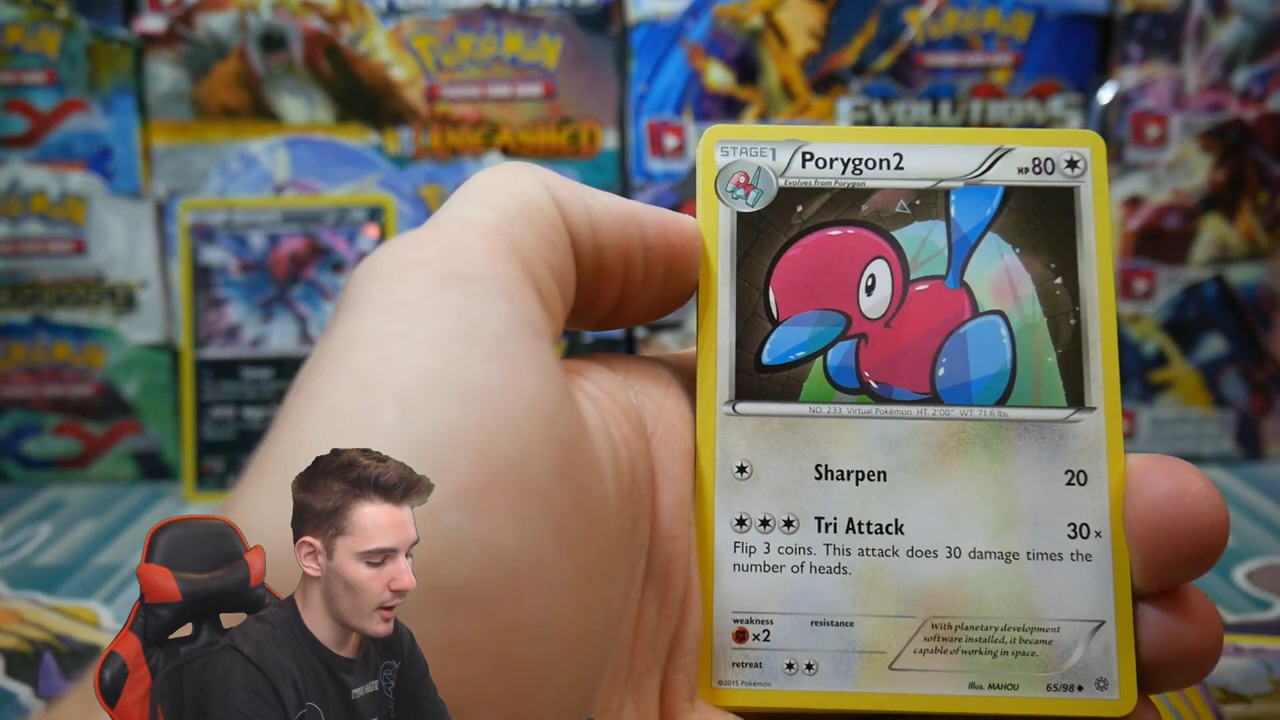 Pokémon
UNLEASHED
Pokémon
EVOLUTIONS
STAGE1
Porygon2
HP80
Evolves from Porygon
NO. 233 Virtual Pokémon HT: 2'00" WT: 71.6 lbs.
Sharpen 20
Tri Attack 30×
Flip 3 coins. This attack does 30 damage times the
number of heads.
weakness resistance
×2
With planetary development
software installed, it became
capable of working in space.
retreat
©2015 Pokémon
Illus. MAHOU 65/98